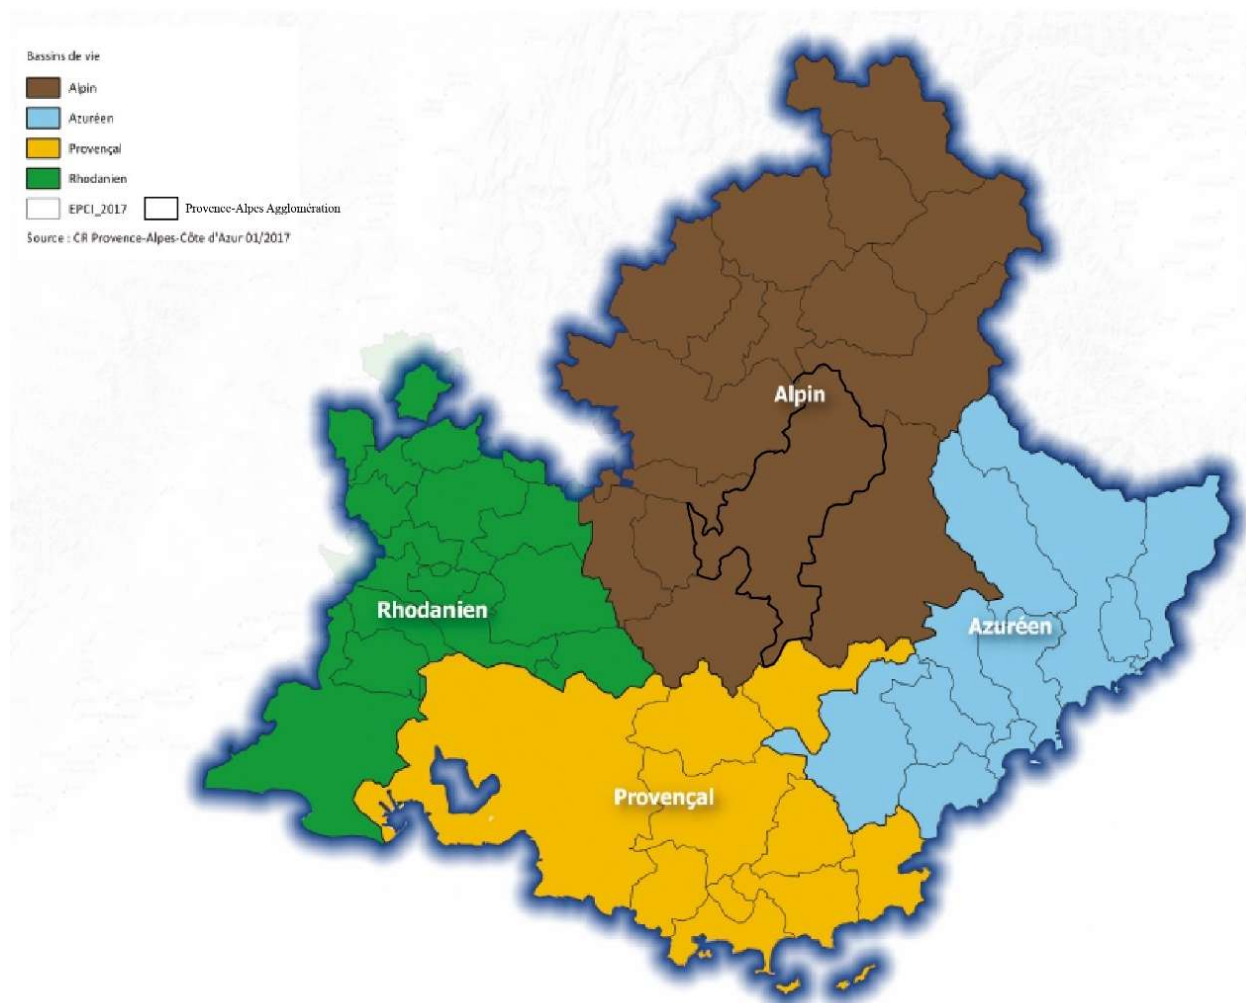 Bassins de vie
Alpin
Azuréen
Provençal
Rhodanien
EPCI_2017 Provence-Alpes Agglomération
Source : CR Provence-Alpes-Côte d'Azur 01/2017
Alpin
Rhodanien
Azuréen
Provençal